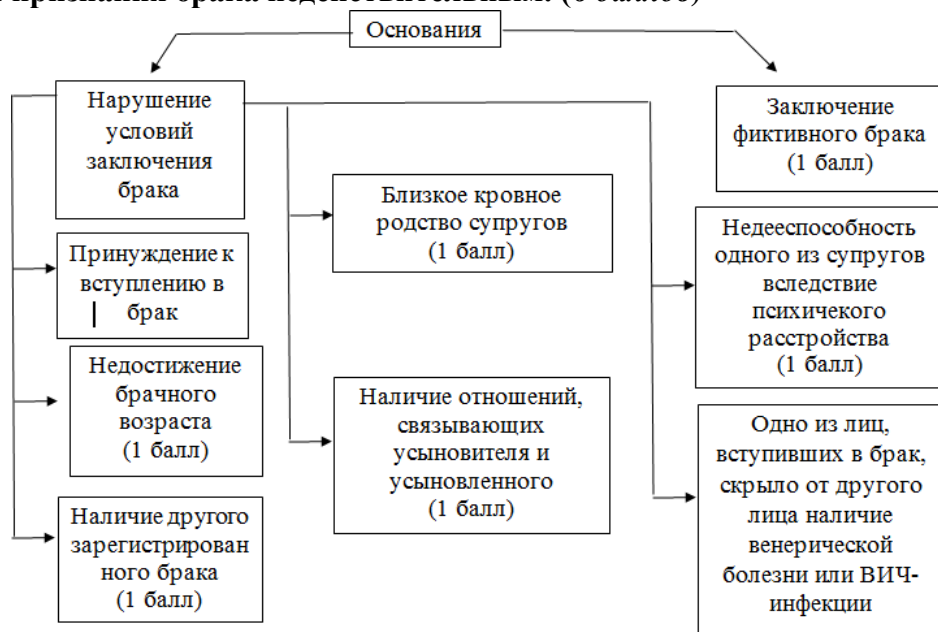 признании брака недействительным. (6 баллов)
Основания
Нарушение
условий
заключения
брака
Заключение
фиктивного брака
(1 балл)
Близкое кровное
родство супругов
(1 балл)
Недееспособность
одного из супругов
вследствие
психичекого
расстройства
(1 балл)
Принуждение к
вступлению в
брак
Недостижение
брачного
возраста
(1 балл)
Наличие отношений,
связывающих
усыновителя и
усыновленного
(1 балл)
Одно из лиц,
вступивших в брак,
скрыло от другого
лица наличие
венерической
болезни или ВИЧ-
инфекции
Наличие другого
зарегистрирован
ного брака
(1 балл)